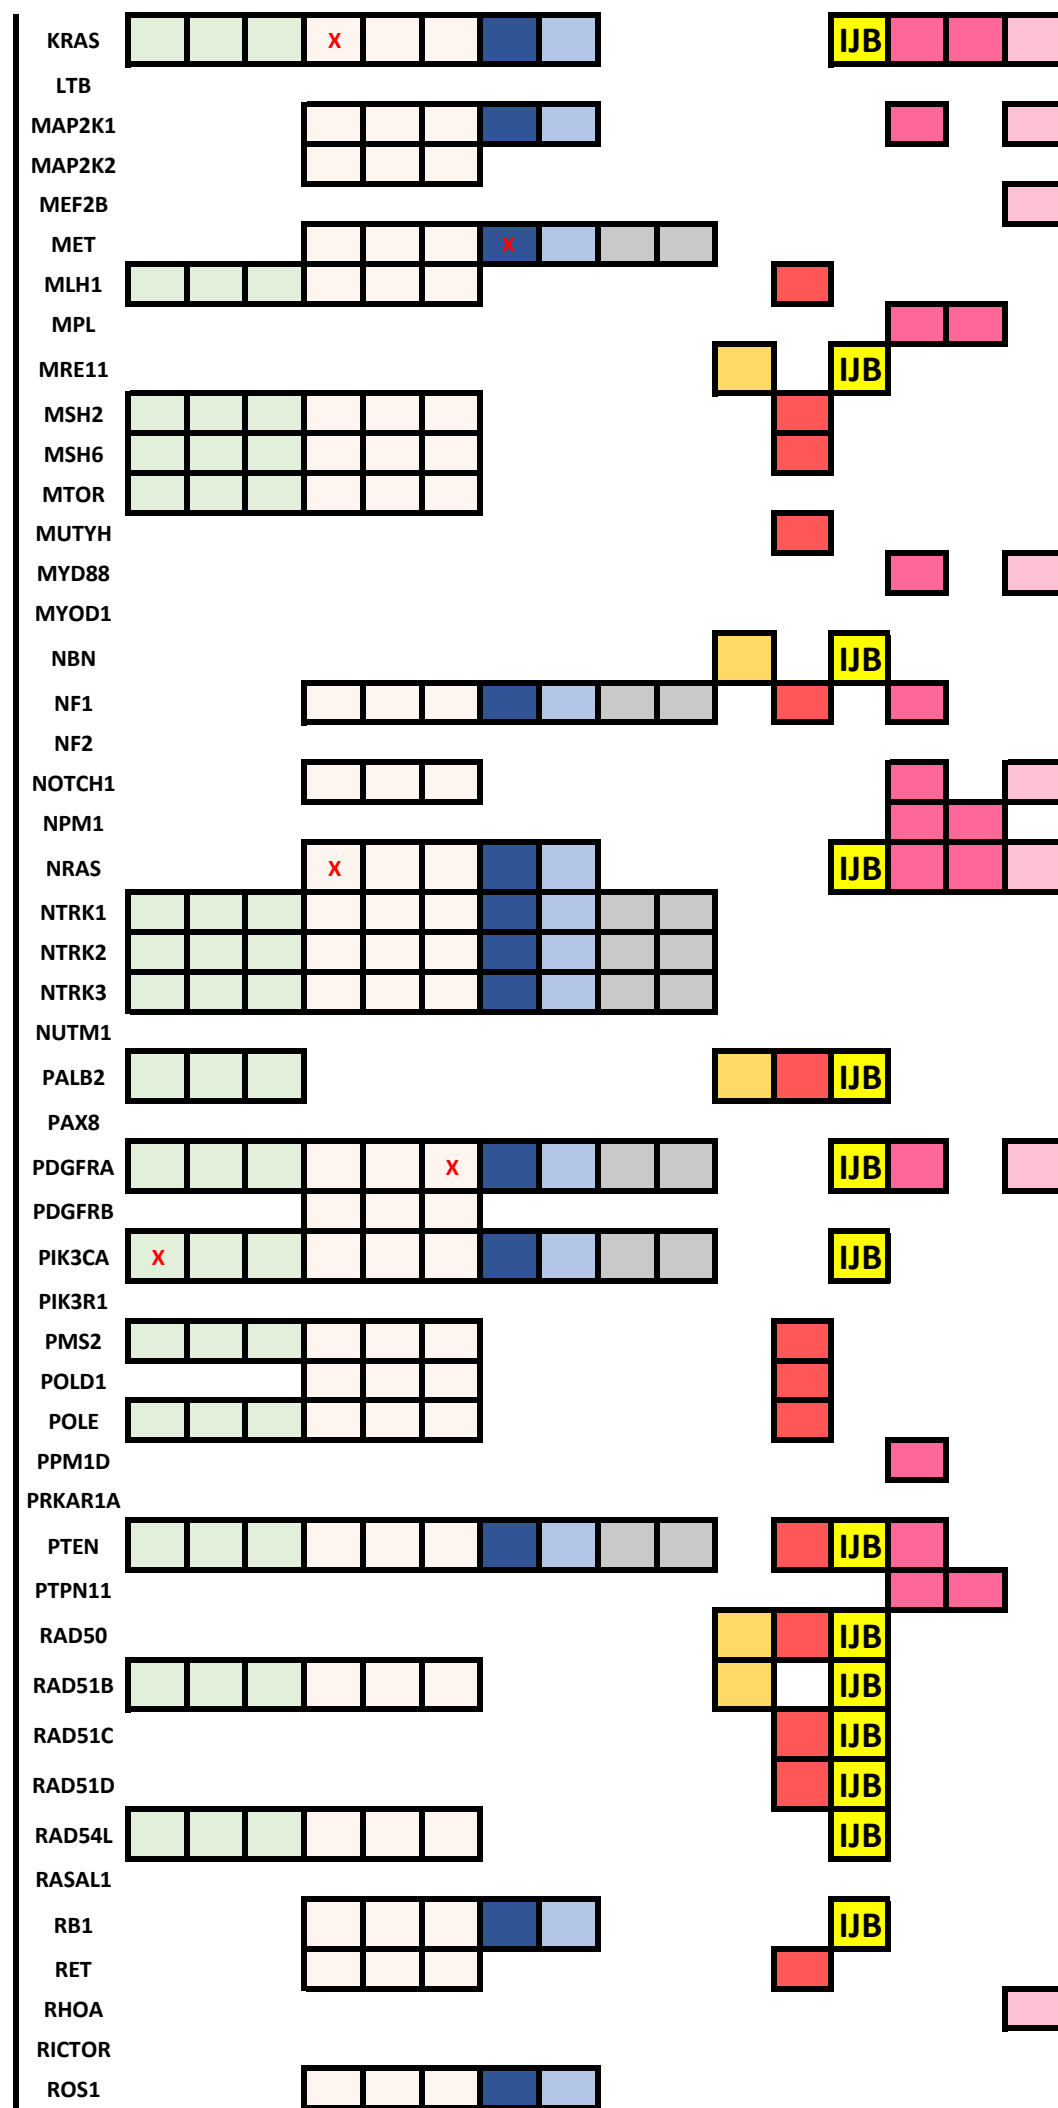 KRAS X IJB
LTB
MAP2K1
MAP2K2
MEF2B
MET X
MLH1
MPL
MRE11 IJB
MSH2
MSH6
MTOR
MUTYH
MYD88
MYOD1
NBN IJB
NF1
NF2
NOTCH1
NPM1
NRAS X IJB
NTRK1
NTRK2
NTRK3
NUTM1
PALB2 IJB
PAX8
PDGFRA X IJB
PDGFRB
PIK3CA X IJB
PIK3R1
PMS2
POLD1
POLE
PPM1D
PRKAR1A
PTEN IJB
PTPN11
RAD50 IJB
RAD51B IJB
RAD51C IJB
RAD51D IJB
RAD54L IJB
RASAL1
RB1 IJB
RET
RHOA
RICTOR
ROS1